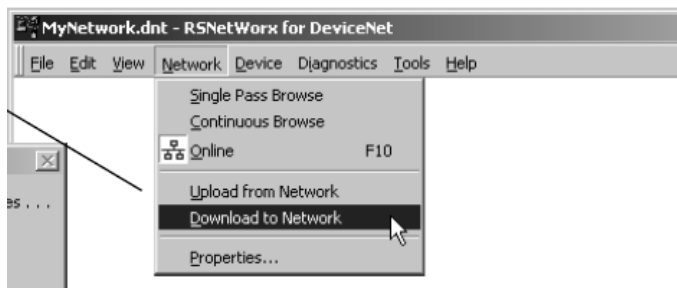 MyNetwork.dnt - RSNetWorx for DeviceNet
File Edit View Network Device Diagnostics Tools Help
Single Pass Browse
Continuous Browse
Online F10
Upload from Network
es . . .
Download to Network
Properties...